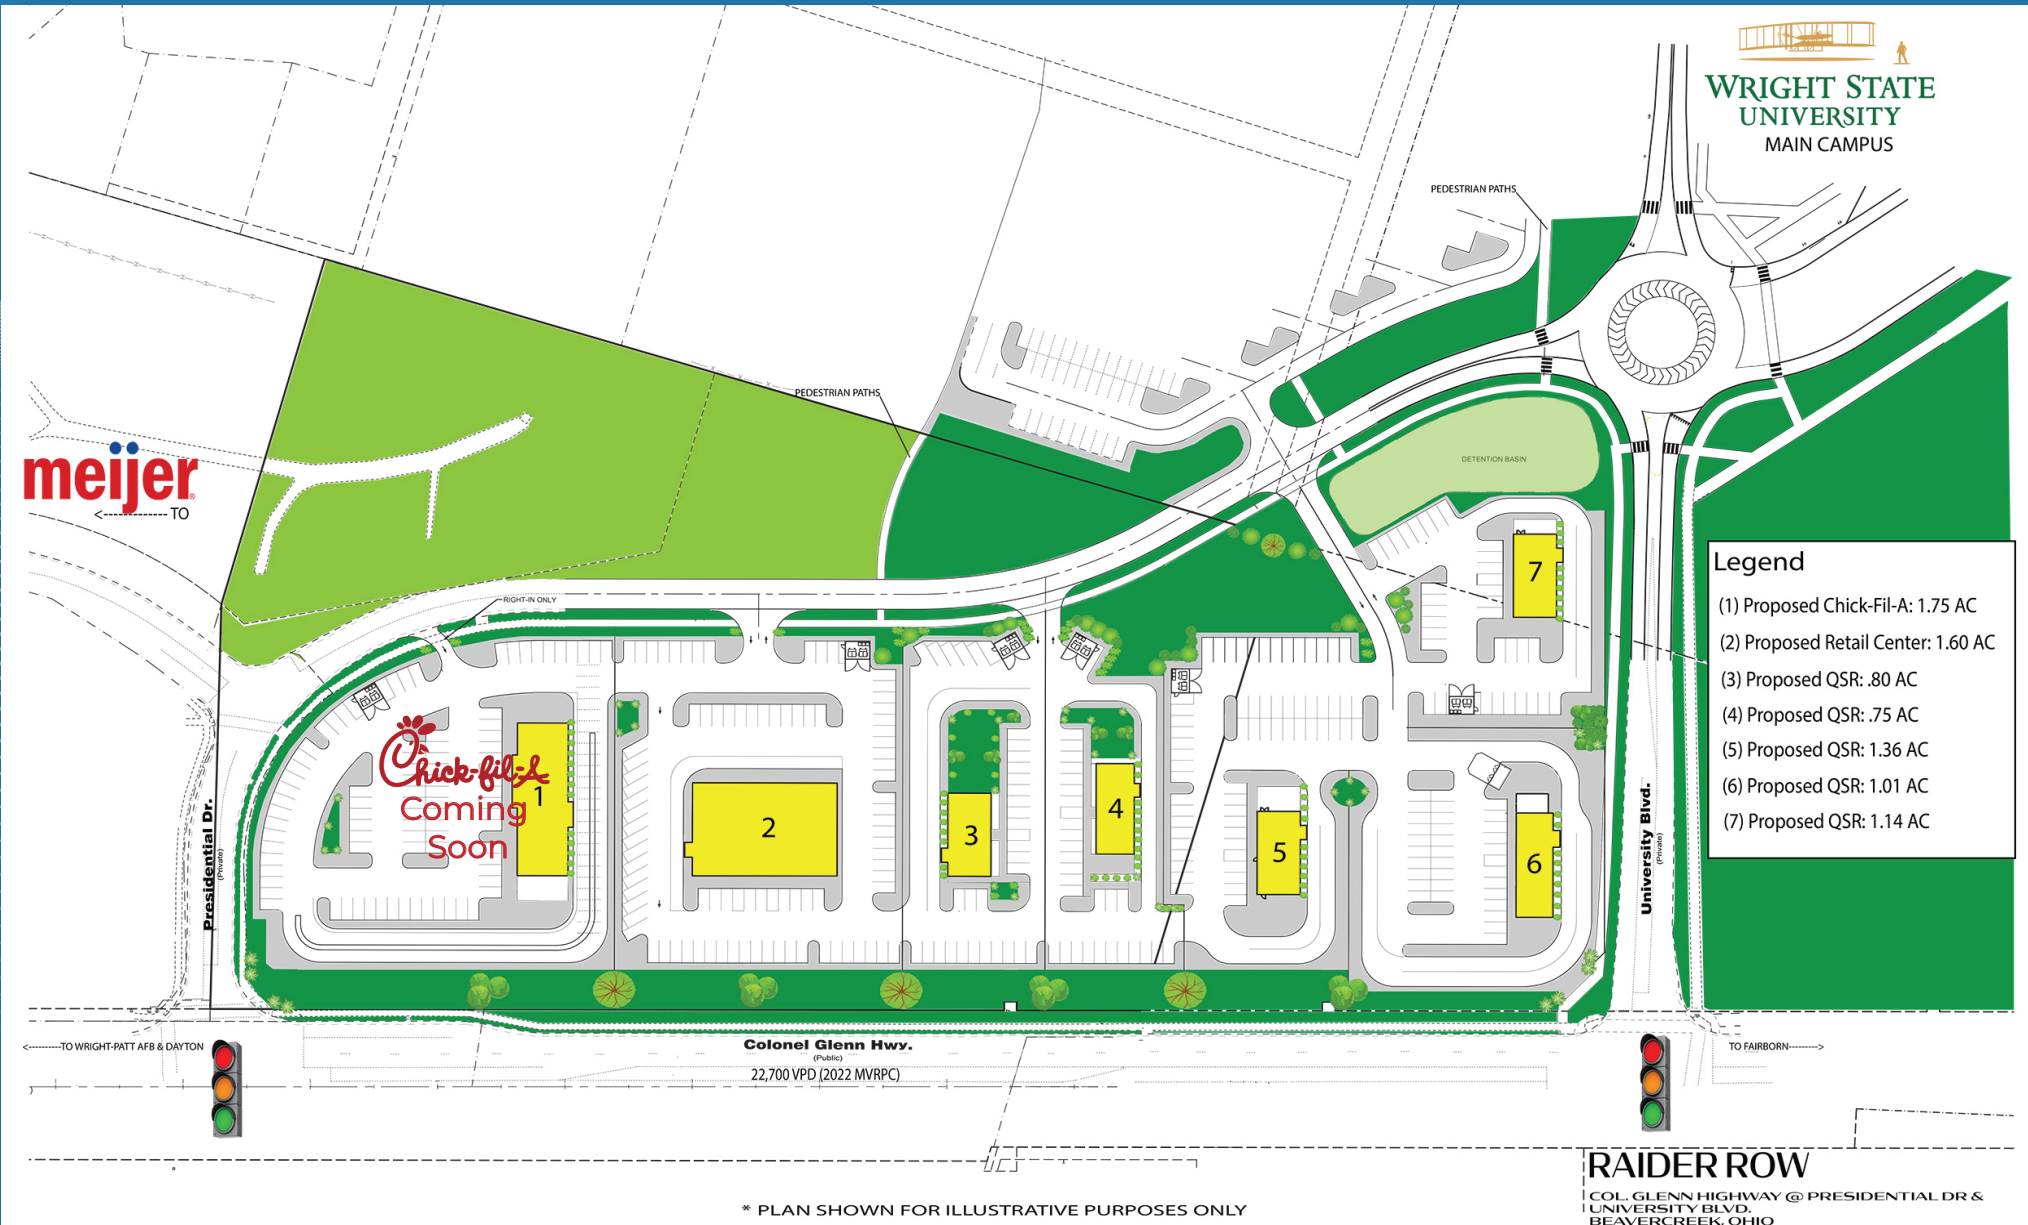 WRIGHT STATE
UNIVERSITY
MAIN CAMPUS
PEDESTRIAN PATHS
PEDESTRIAN PATHS
meijer
<------------ TO
DETENTION BASIN
RIGHT-IN ONLY
Legend
(1) Proposed Chick-Fil-A: 1.75 AC
(2) Proposed Retail Center: 1.60 AC
(3) Proposed QSR: .80 AC
(4) Proposed QSR: .75 AC
(5) Proposed QSR: 1.36 AC
(6) Proposed QSR: 1.01 AC
(7) Proposed QSR: 1.14 AC
Chick-fil-A
Coming
Soon
1
2
3
4
5
6
7
Presidential Dr.
(Private)
University Blvd.
(Private)
<--------TO WRIGHT-PATT AFB & DAYTON
Colonel Glenn Hwy.
(Public)
22,700 VPD (2022 MVRPC)
TO FAIRBORN-------->
* PLAN SHOWN FOR ILLUSTRATIVE PURPOSES ONLY
RAIDER ROW
COL. GLENN HIGHWAY @ PRESIDENTIAL DR &
UNIVERSITY BLVD.
BEAVERCREEK, OHIO